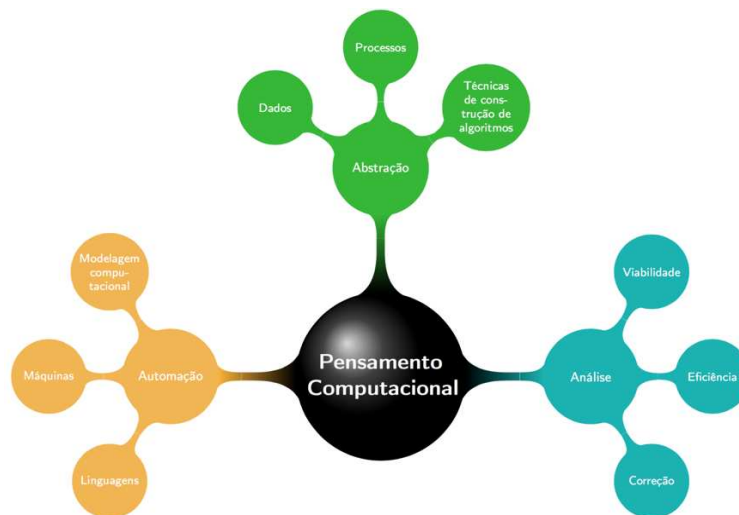 Processos
Dados
Técnicas
de cons-
trução de
algoritmos
Abstração
Modelagem
compu-
tacional
Máquinas
Automação
Linguagens
Pensamento
Computacional
Viabilidade
Análise
Eficiência
Correção